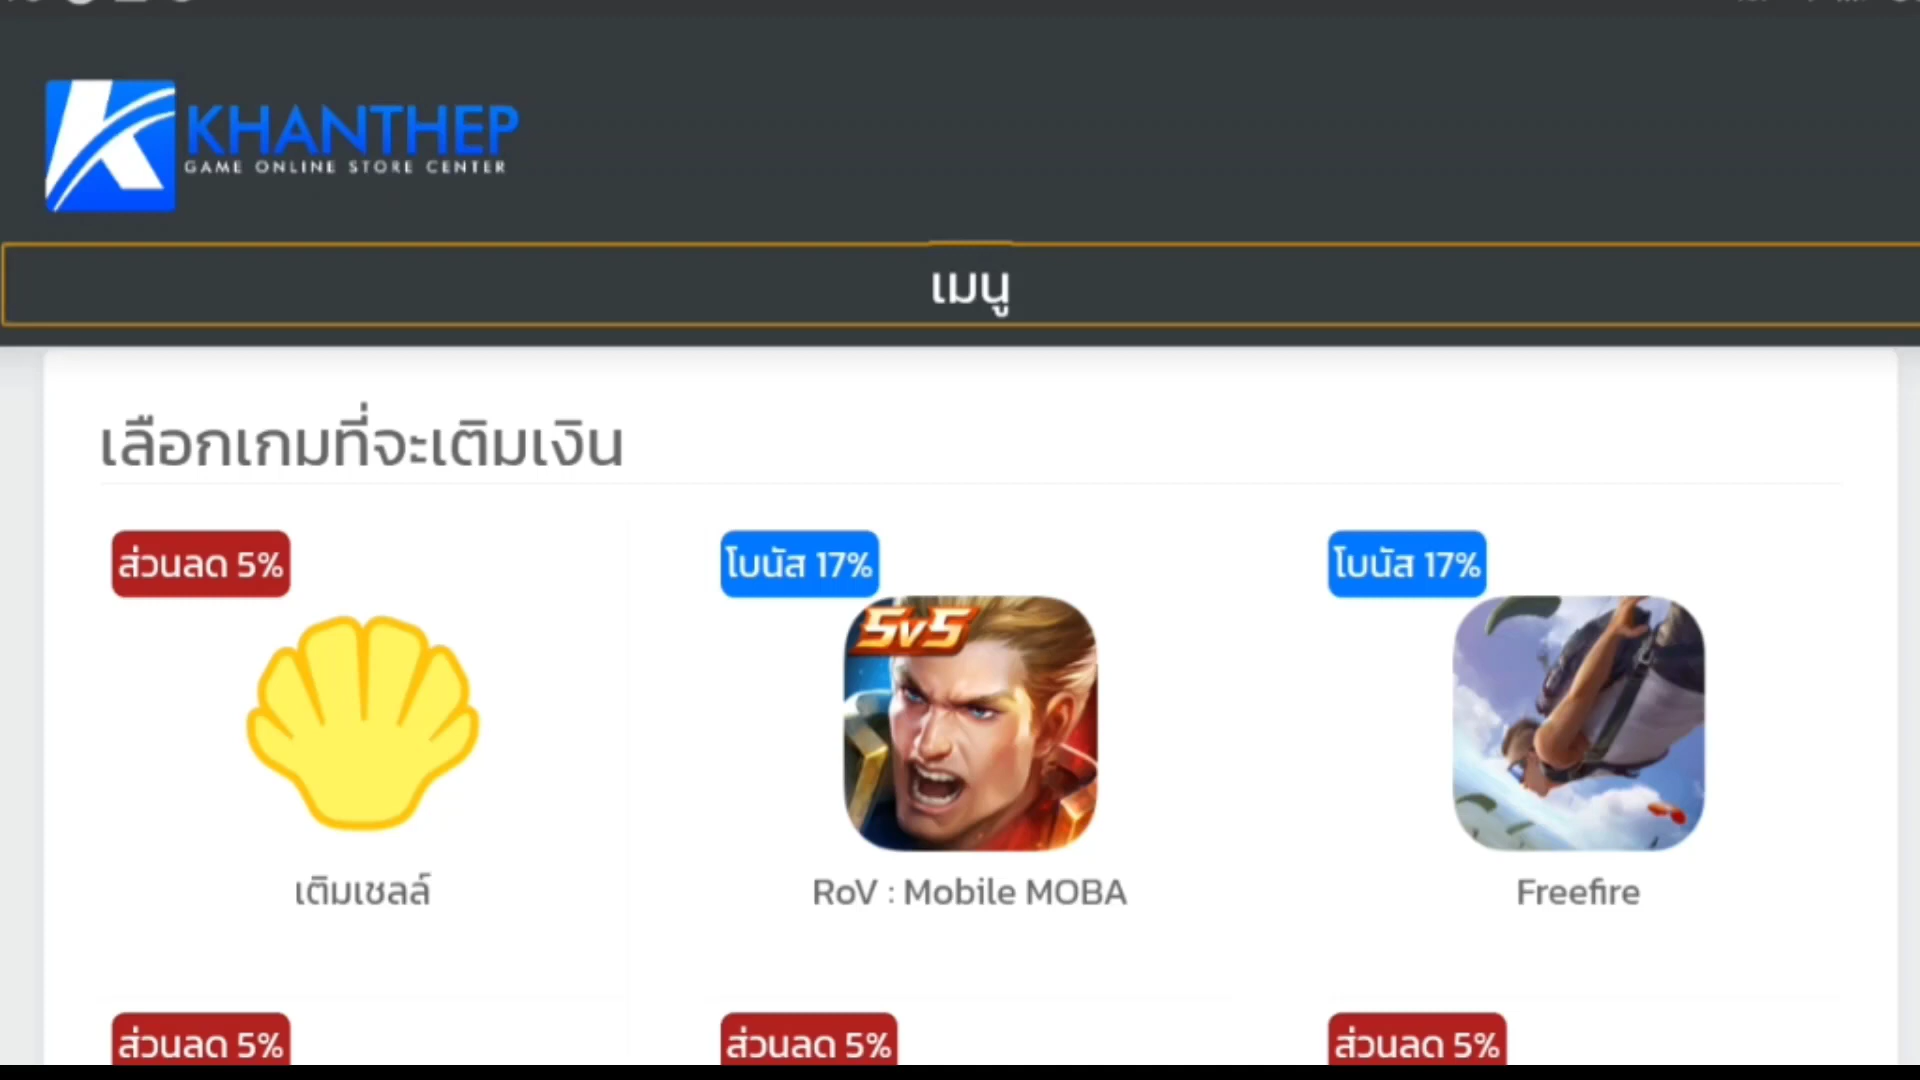 KHANTHEP
GAME ONLINE STORE CENTER
เมนู
เลือกเกมที่จะเติมเงิน
ส่วนลด 5%
โบนัส 17%
โบนัส 17%
5v5
เติมเชลล์
RoV : Mobile MOBA
Freefire
ส่วนลด 5%
ส่วนลด 5%
ส่วนลด 5%